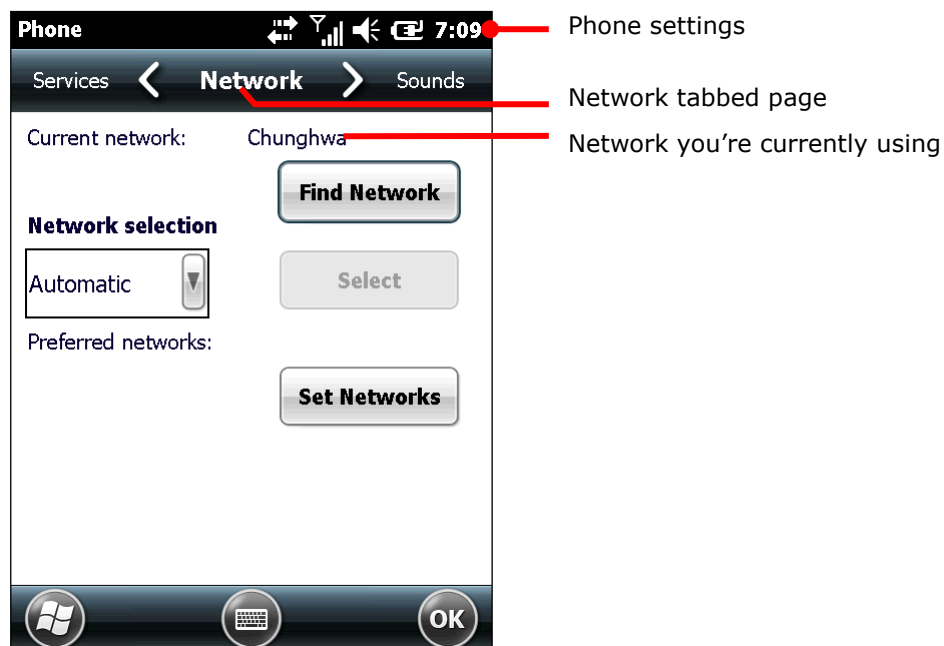 Phone 7:09 Phone settings
Services Network Sounds
Network tabbed page
Current network: Chunghwa
Network you're currently using
Find Network
Network selection
Automatic Select
Preferred networks:
Set Networks
OK